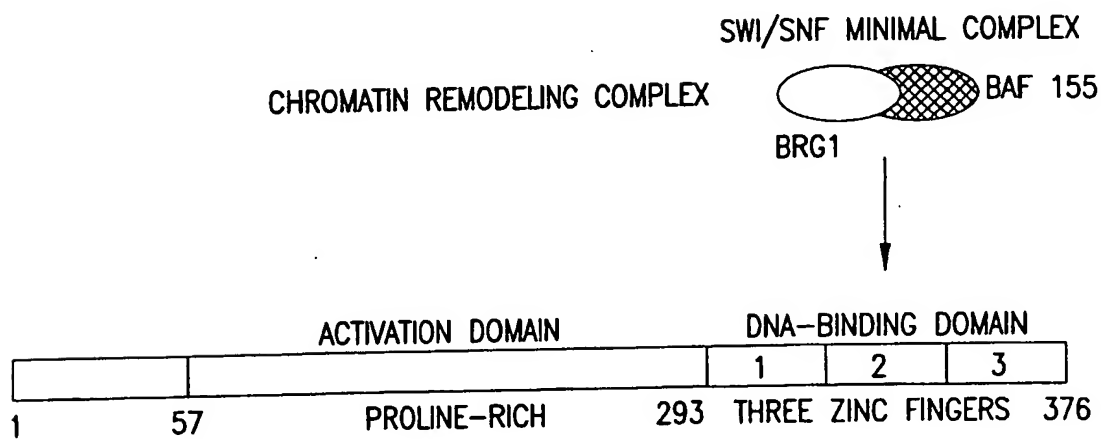 SWI/SNF MINIMAL COMPLEX
CHROMATIN REMODELING COMPLEX
BAF 155
BRG1
ACTIVATION DOMAIN
DNA-BINDING DOMAIN
1 2 3
1 57 PROLINE-RICH 293 THREE ZINC FINGERS 376